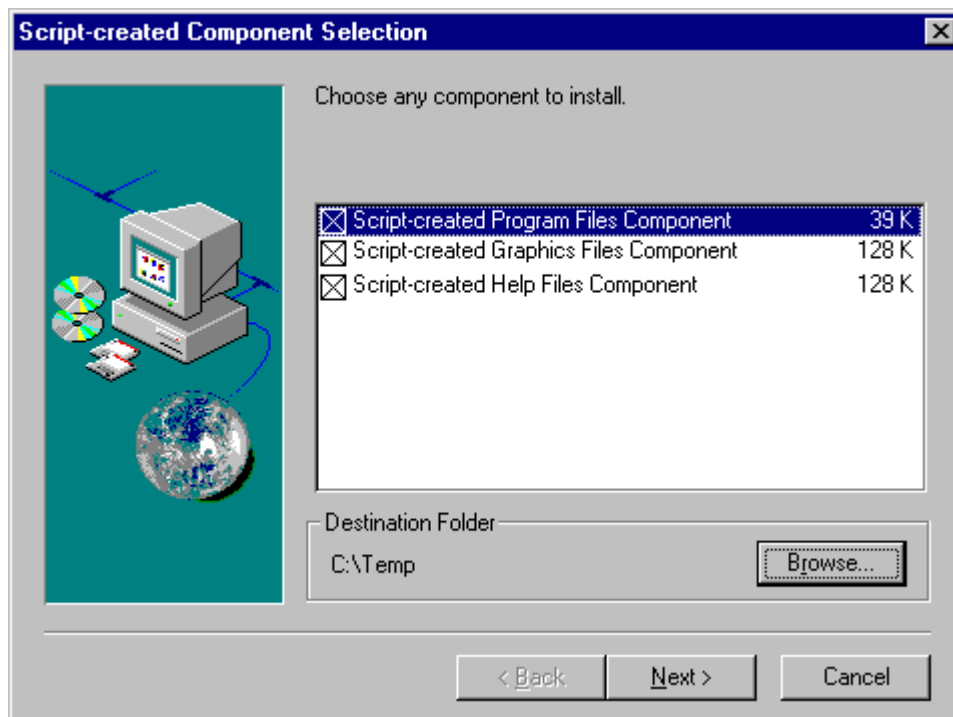 Script-created Component Selection
Choose any component to install.
Script-created Program Files Component 39 K
Script-created Graphics Files Component 128 K
Script-created Help Files Component 128 K
Destination Folder
C:\Temp
Browse...
< Back
Next >
Cancel